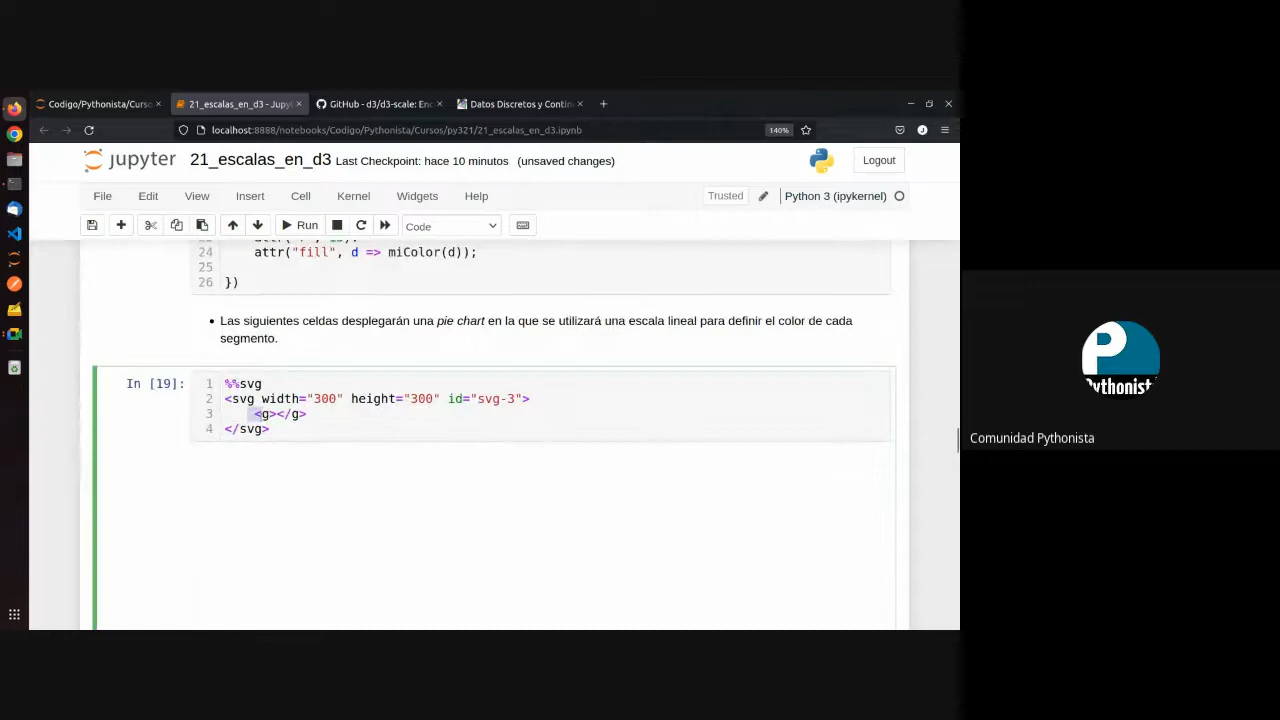 Codigo/Pythonista/Curso
21_escalas_en_d3 - Jupyt
GitHub - d3/d3-scale: Enc
Datos Discretos y Contin
localhost:8888/notebooks/Codigo/Pythonista/Cursos/py321/21_escalas_en_d3.ipynb
140%
jupyter
21_escalas_en_d3
Last Checkpoint: hace 10 minutos
(unsaved changes)
Logout
File
Edit
View
Insert
Cell
Kernel
Widgets
Help
Trusted
Python 3 (ipykernel)
Run
Code
24 attr("fill", d => miColor(d));
25
26 })
• Las siguientes celdas desplegarán una pie chart en la que se utilizará una escala lineal para definir el color de cada
segmento.
In [19]:
1 %%svg
2 <svg width="300" height="300" id="svg-3">
3 <g></g>
4 </svg>
P
Pythonist
Comunidad Pythonista